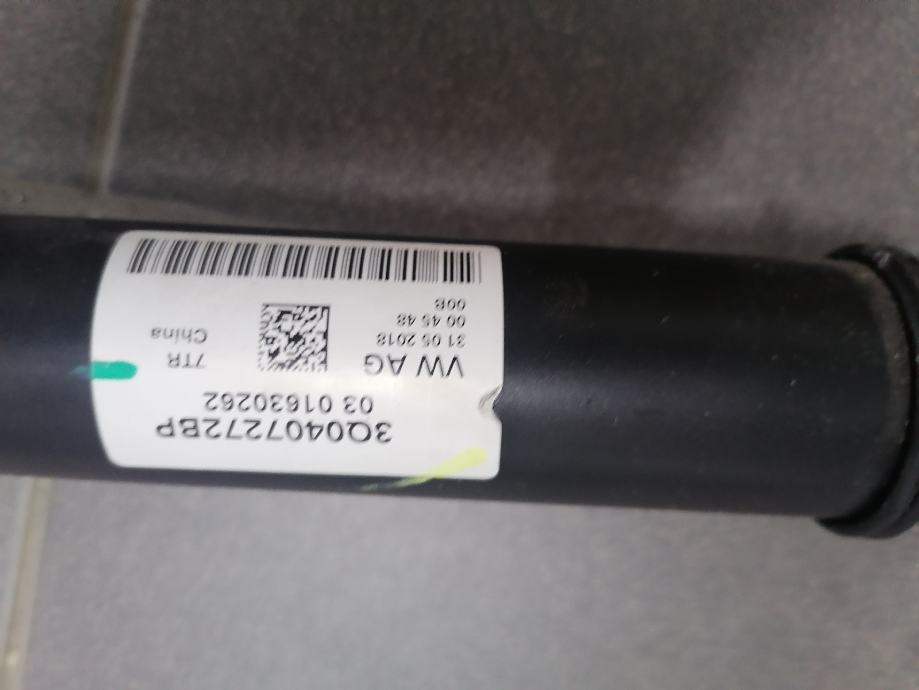 3Q0407272BP
03 01630262
VW AG
7TR
31 05 2018
China
00 45 48
00B